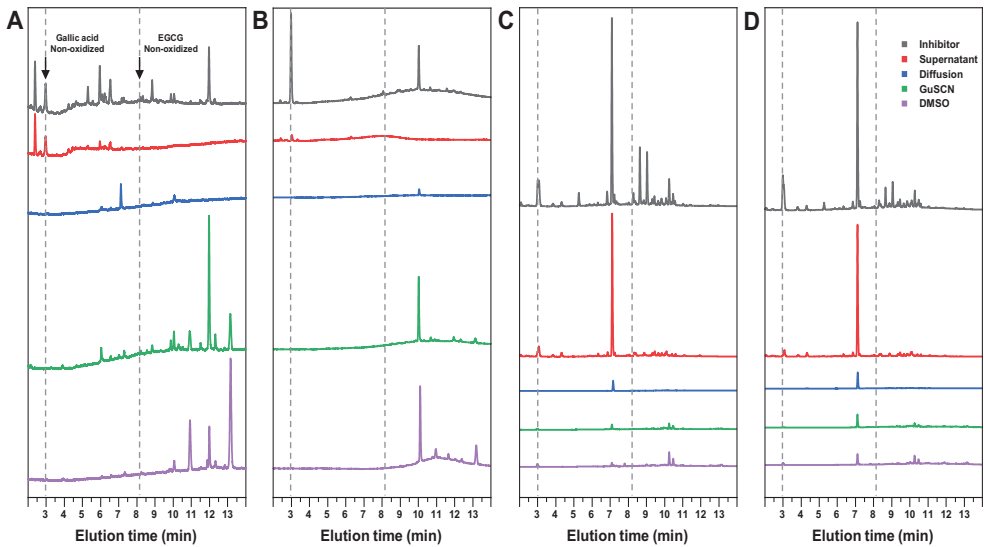 A
B
C
D
Gallic acid
Non-oxidized
EGCG
Non-oxidized
Inhibitor
Supernatant
Diffusion
GuSCN
DMSO
3 4 5 6 7 8 9 10 11 12 13
3 4 5 6 7 8 9 10 11 12 13
3 4 5 6 7 8 9 10 11 12 13
3 4 5 6 7 8 9 10 11 12 13
Elution time (min)
Elution time (min)
Elution time (min)
Elution time (min)